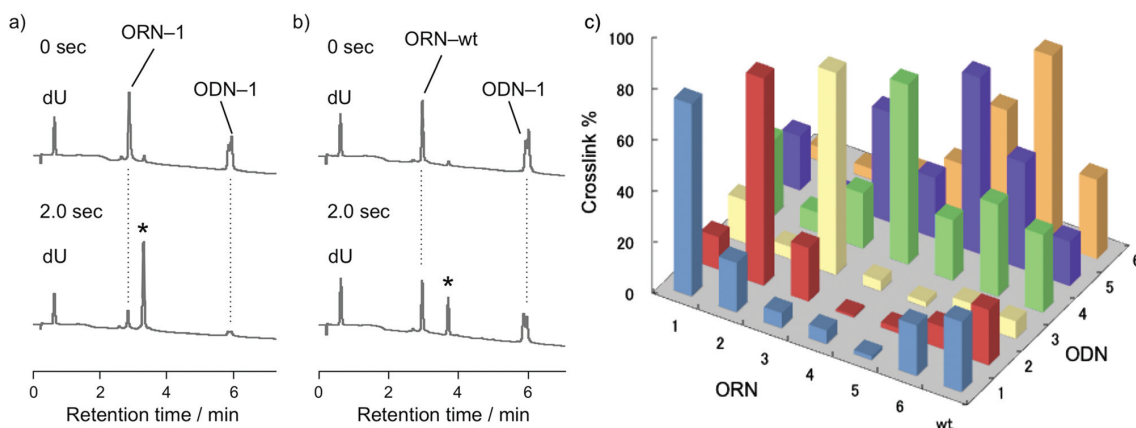 a)
0 sec
ORN–1
dU
ODN–1
2.0 sec
dU
*
0 2 4 6
Retention time / min
b)
0 sec
ORN–wt
dU
ODN–1
2.0 sec
dU
*
0 2 4 6
Retention time / min
c)
100
80
60
40
20
0
Crosslink %
1
2
3
4
5
6
wt
ORN
1
2
3
4
5
6
ODN